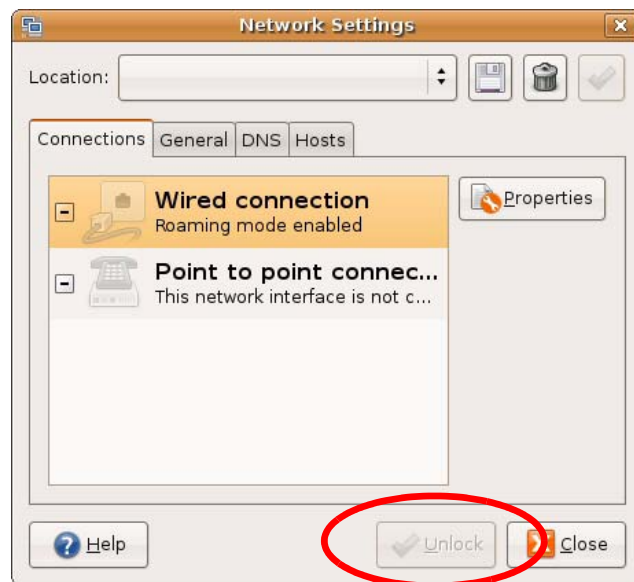 Network Settings
Location:
Connections General DNS Hosts
Wired connection
Roaming mode enabled
Properties
Point to point connec...
This network interface is not c...
Help Unlock Close